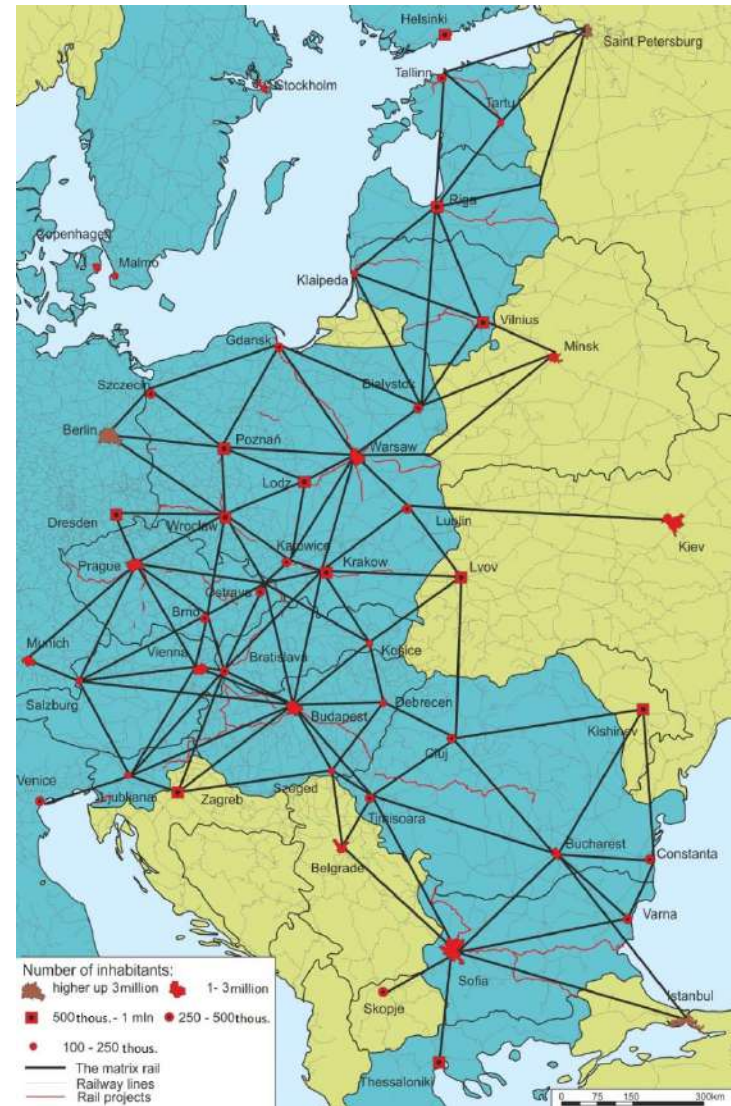 Helsinki
Saint Petersburg
Tallinn
Stockholm
Tartu
Riga
Copenhagen
Malmo
Klaipeda
Vilnius
Gdansk
Minsk
Szczecin
Bialystok
Berlin
Poznań
Warsaw
Lodz
Dresden
Wrocław
Lublin
Kiev
Katowice
Prague
Krakow
Lvov
Ostrava
Brno
Munich
Vienna
Bratislava
Košice
Salzburg
Budapest
Debrecen
Kishinev
Cluj
Venice
Ljubljana
Zagreb
Szeged
Timisoara
Bucharest
Constanta
Belgrade
Varna
Sofia
Skopje
Istanbul
Thessaloniki
Number of inhabitants:
higher up 3million
1- 3million
500thous.- 1 mln
250 - 500thous.
100 - 250 thous.
The matrix rail
Railway lines
Rail projects
0 75 150 300km